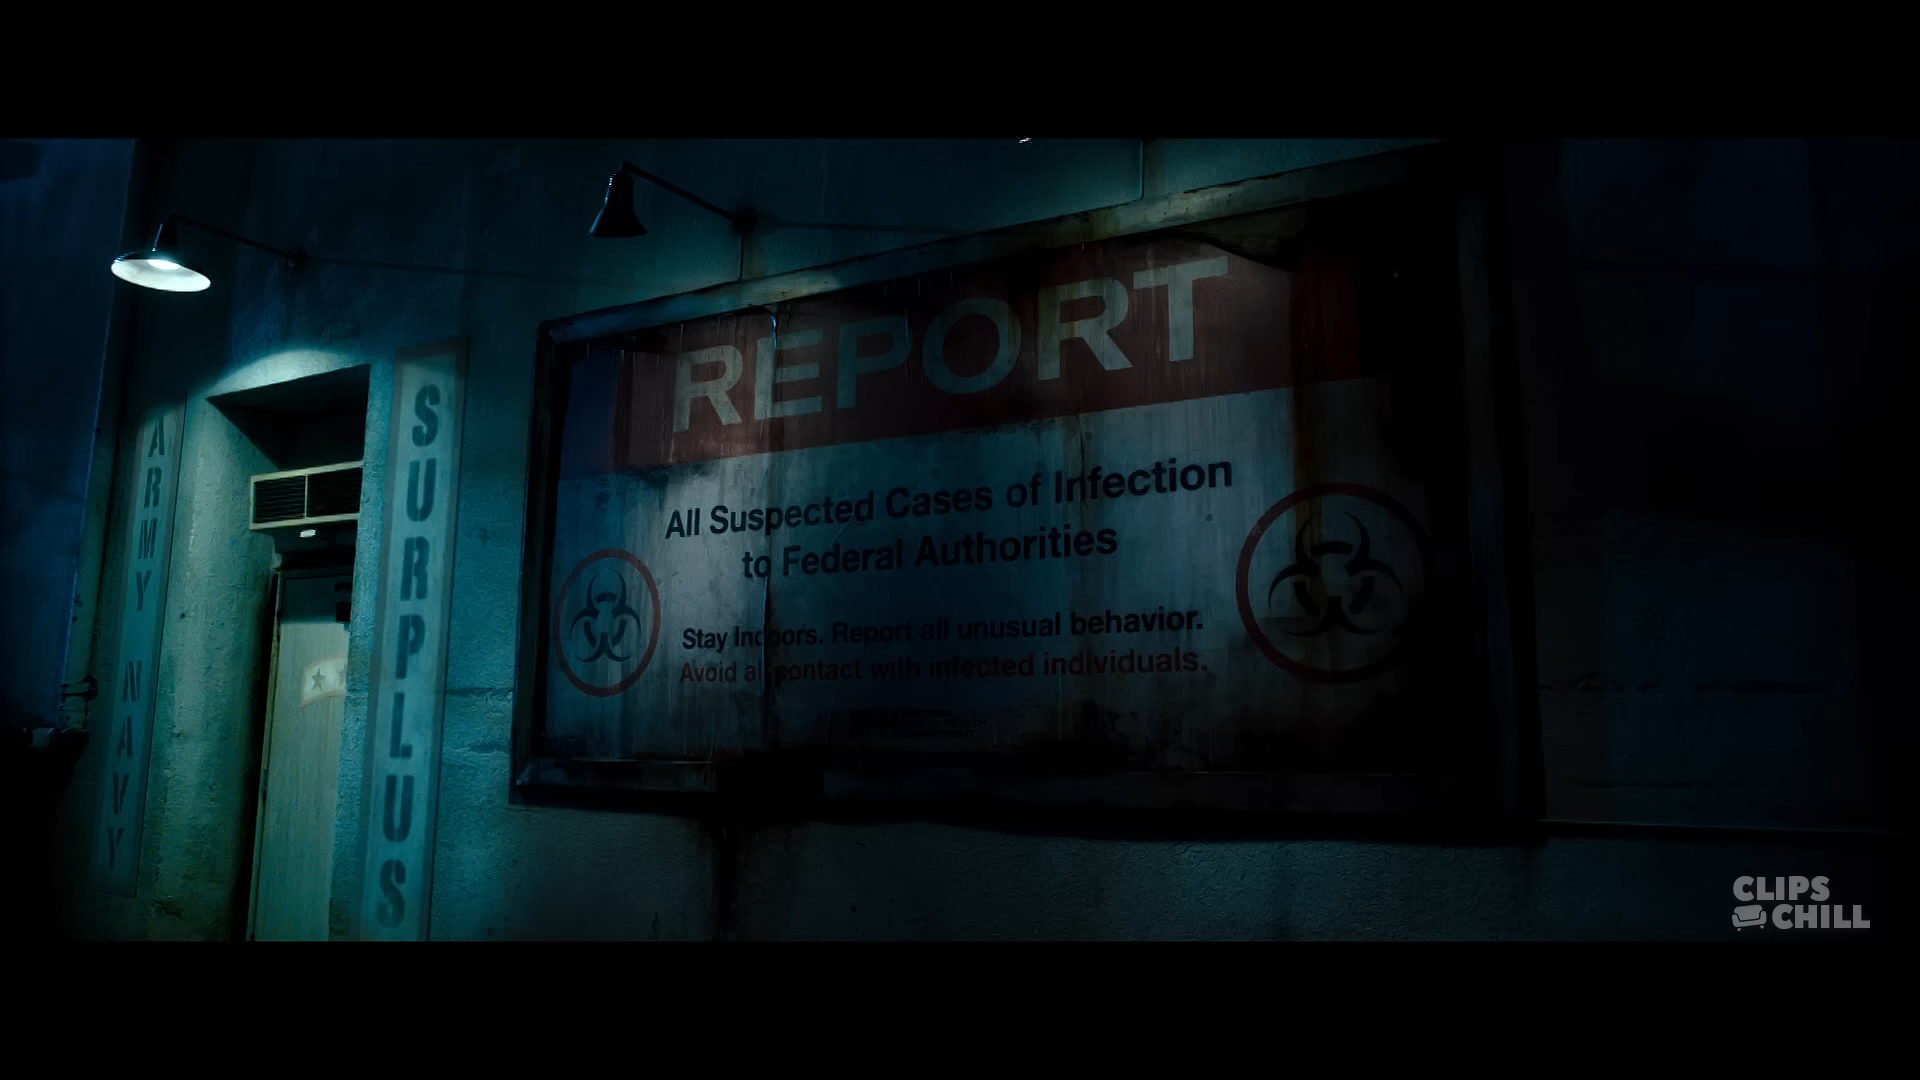 ARMY NAVY
SURPLUS
REPORT
All Suspected Cases of Infection
to Federal Authorities
Stay Indoors. Report all unusual behavior.
Avoid all contact with infected individuals.
CLIPS
CHILL